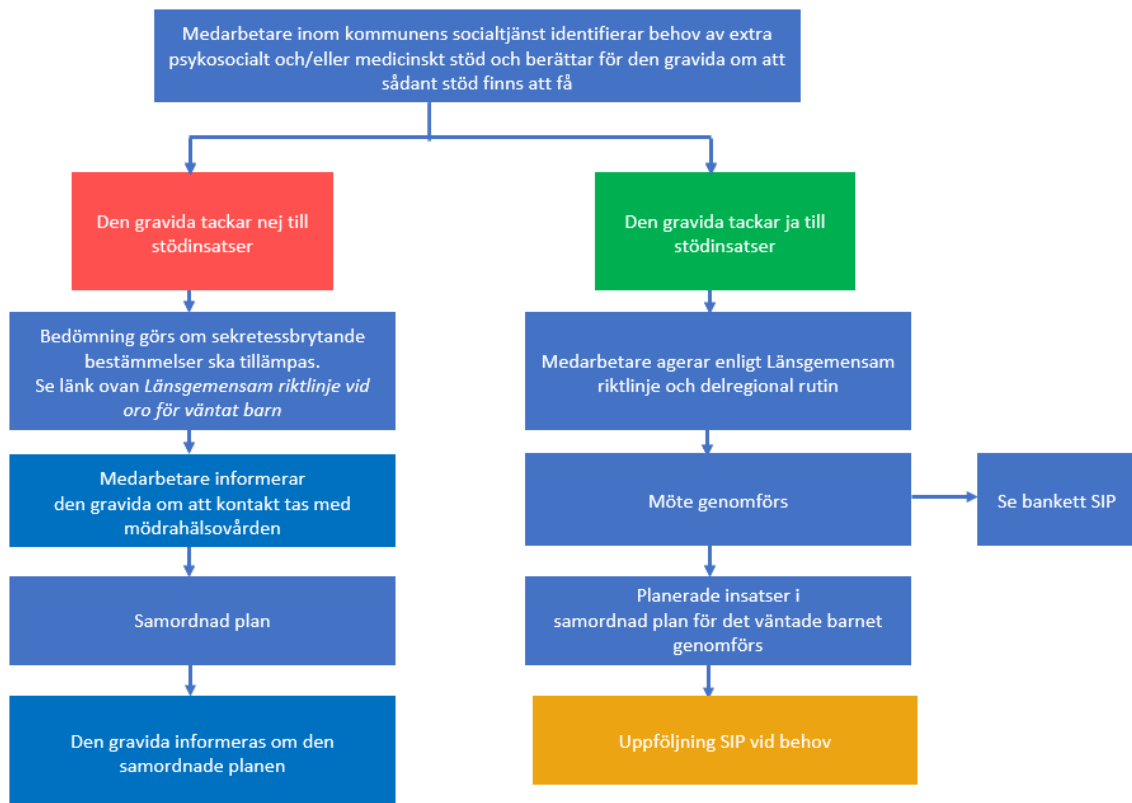 Medarbetare inom kommunens socialtjänst identifierar behov av extra
psykosocialt och/eller medicinskt stöd och berättar för den gravida om att
sådant stöd finns att få
Den gravida tackar nej till
stödinsatser
Bedömning görs om sekretessbrytande
bestämmelser ska tillämpas.
Se länk ovan Länsgemensam riktlinje vid
oro för väntat barn
Medarbetare informerar
den gravida om att kontakt tas med
mödrahälsovården
Samordnad plan
Den gravida informeras om den
samordnade planen
Den gravida tackar ja till
stödinsatser
Medarbetare agerar enligt Länsgemensam
riktlinje och delregional rutin
Möte genomförs
Se bankett SIP
Planerade insatser i
samordnad plan för det väntade barnet
genomförs
Uppföljning SIP vid behov